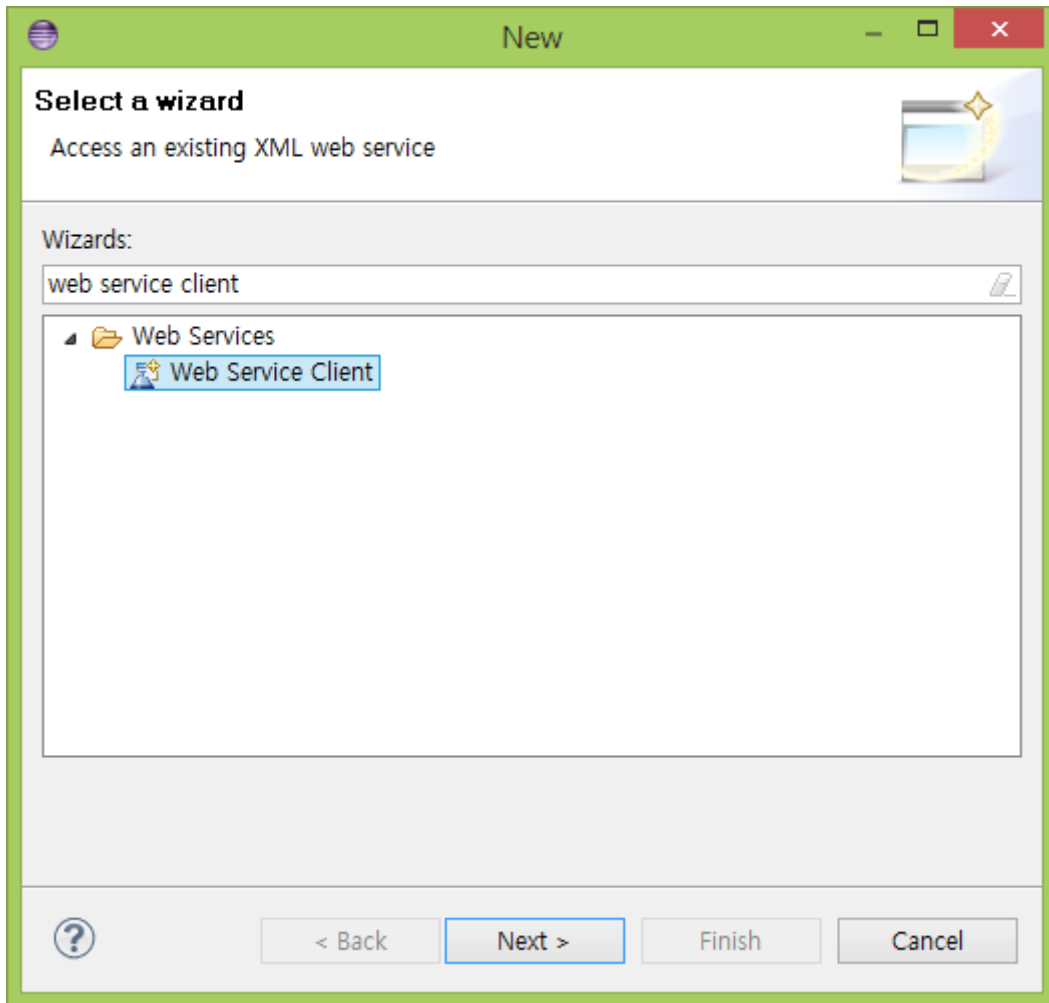 New
Select a wizard
Access an existing XML web service
Wizards:
web service client
Web Services
Web Service Client
< Back Next > Finish Cancel